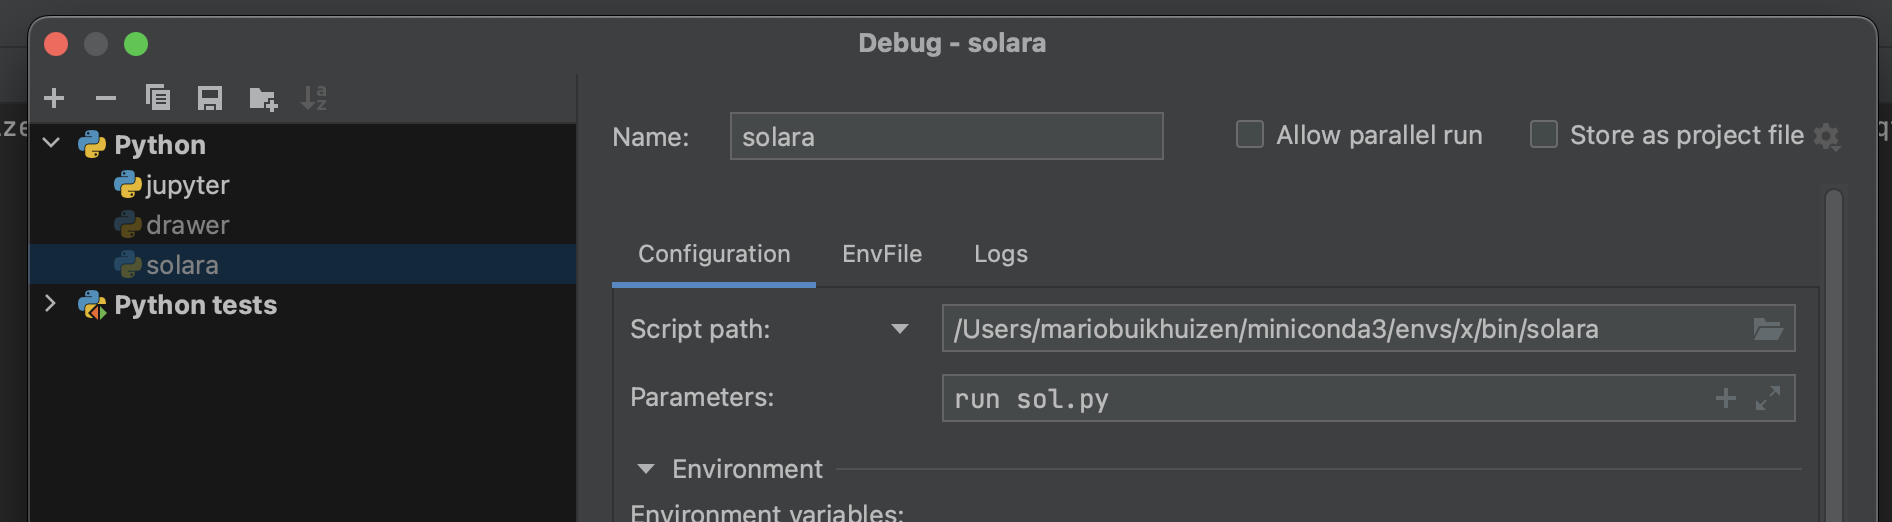 Debug - solara
Name:
solara
Allow parallel run
Store as project file
Python
jupyter
drawer
solara
Python tests
Configuration
EnvFile
Logs
Script path:
/Users/mariobuikhuizen/miniconda3/envs/x/bin/solara
Parameters:
run sol.py
Environment
Environment variables: